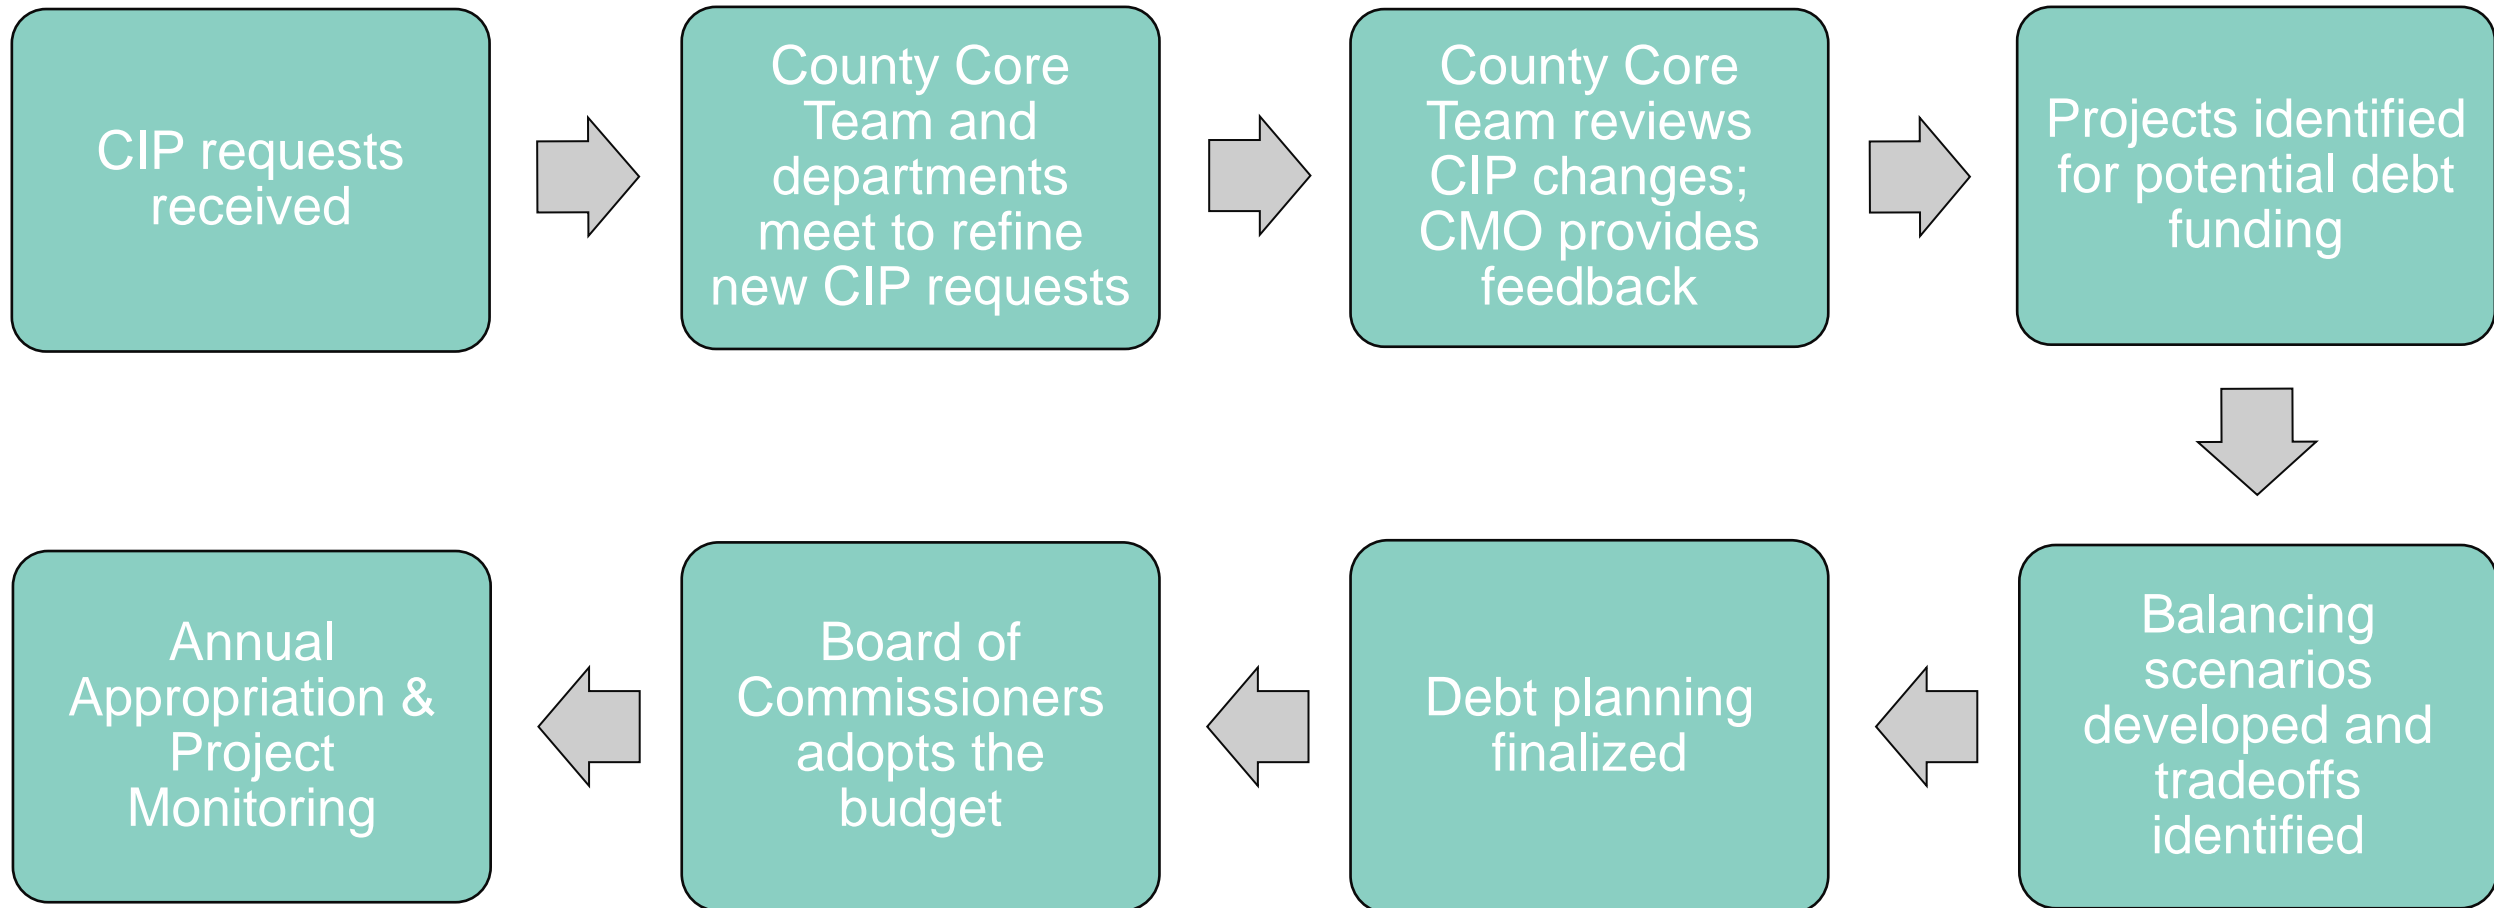 CIP requests
received
County Core
Team and
departments
meet to refine
new CIP requests
County Core
Team reviews
CIP changes;
CMO provides
feedback
Projects identified
for potential debt
funding
Balancing
scenarios
developed and
tradeoffs
identified
Debt planning
finalized
Board of
Commissioners
adopts the
budget
Annual
Appropriation &
Project
Monitoring